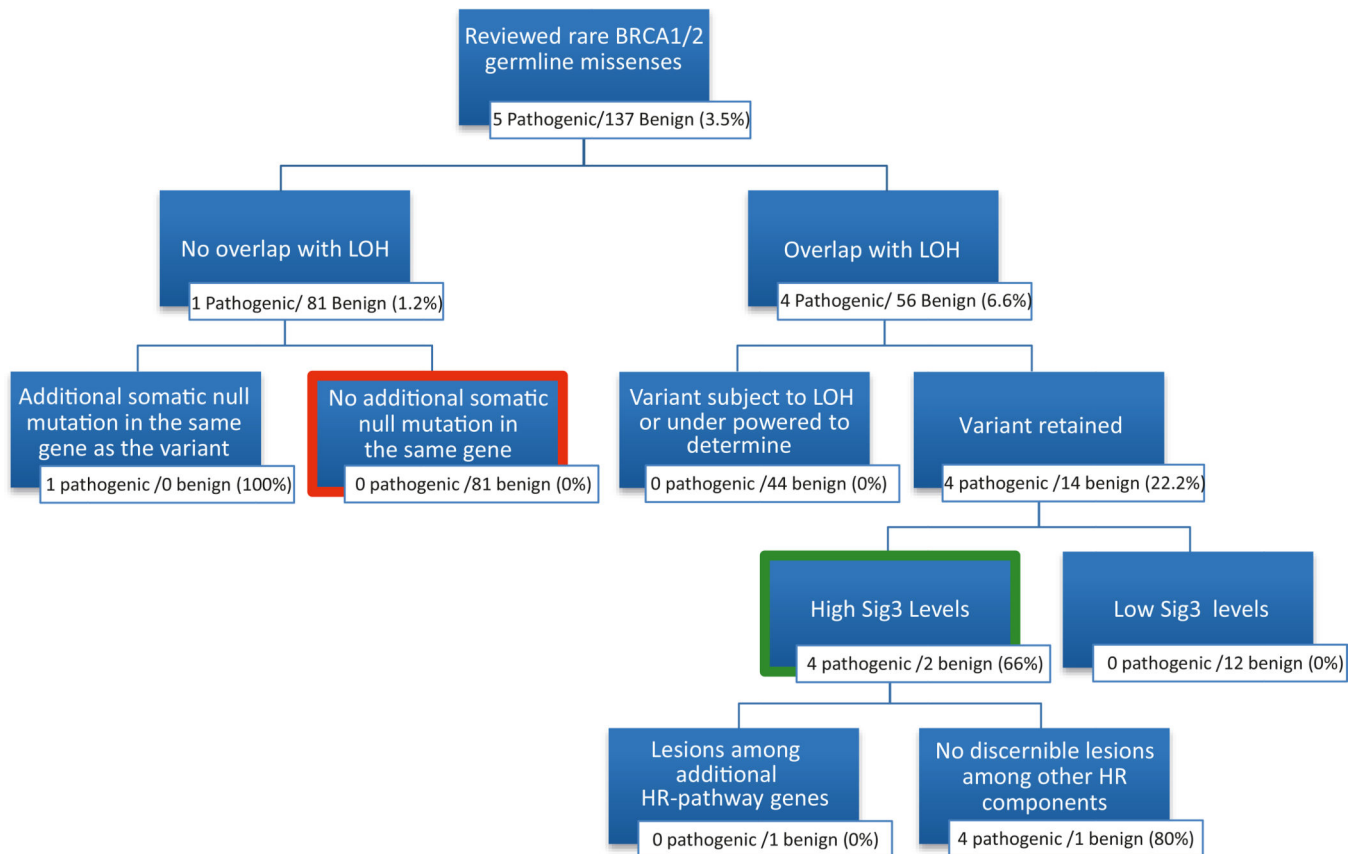 Reviewed rare BRCA1/2
germline missenses
5 Pathogenic/137 Benign (3.5%)
No overlap with LOH
1 Pathogenic/ 81 Benign (1.2%)
Overlap with LOH
4 Pathogenic/ 56 Benign (6.6%)
Additional somatic null
mutation in the same
gene as the variant
1 pathogenic /0 benign (100%)
No additional somatic
null mutation in
the same gene
0 pathogenic /81 benign (0%)
Variant subject to LOH
or under powered to
determine
0 pathogenic /44 benign (0%)
Variant retained
4 pathogenic /14 benign (22.2%)
High Sig3 Levels
4 pathogenic /2 benign (66%)
Low Sig3 levels
0 pathogenic /12 benign (0%)
Lesions among
additional
HR-pathway genes
0 pathogenic /1 benign (0%)
No discernible lesions
among other HR
components
4 pathogenic /1 benign (80%)